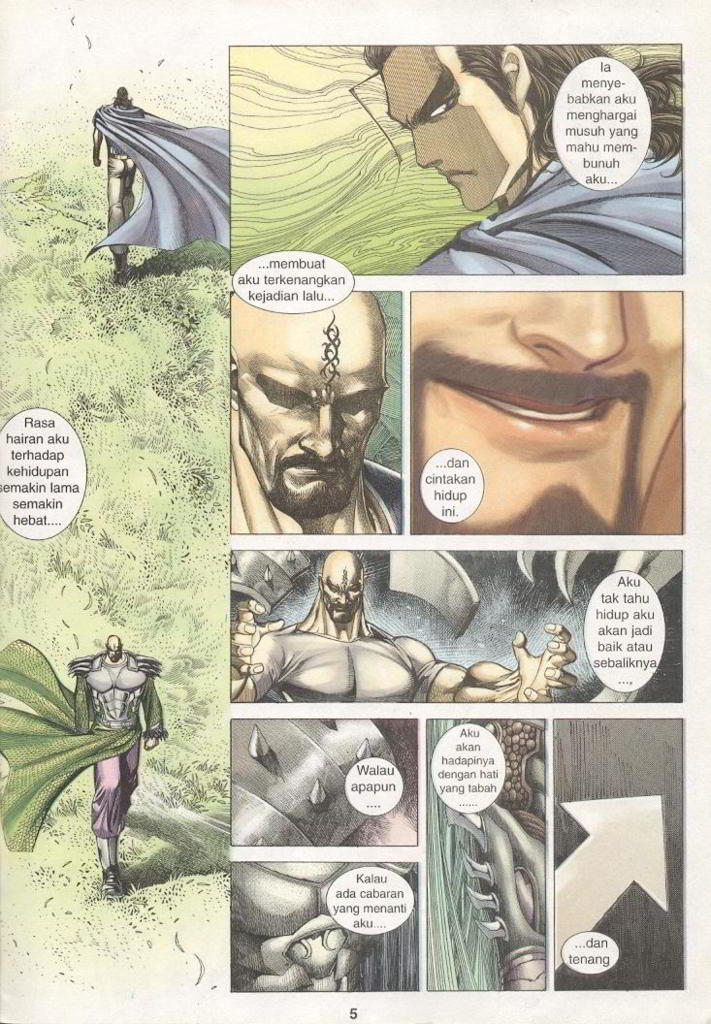 Rasa
hairan aku
terhadap
kehidupan
semakin lama
semakin
hebat....
Ia
menye-
babkan aku
menghargai
musuh yang
mahu mem-
bunuh
aku...
...membuat
aku terkenangkan
kejadian lalu...
...dan
cintakan
hidup
ini.
Aku
tak tahu
hidup aku
akan jadi
baik atau
sebaliknya
....,
Walau
apapun
....
Kalau
ada cabaran
yang menanti
aku....
Aku
akan
hadapinya
dengan hati
yang tabah
......
...dan
tenang
5